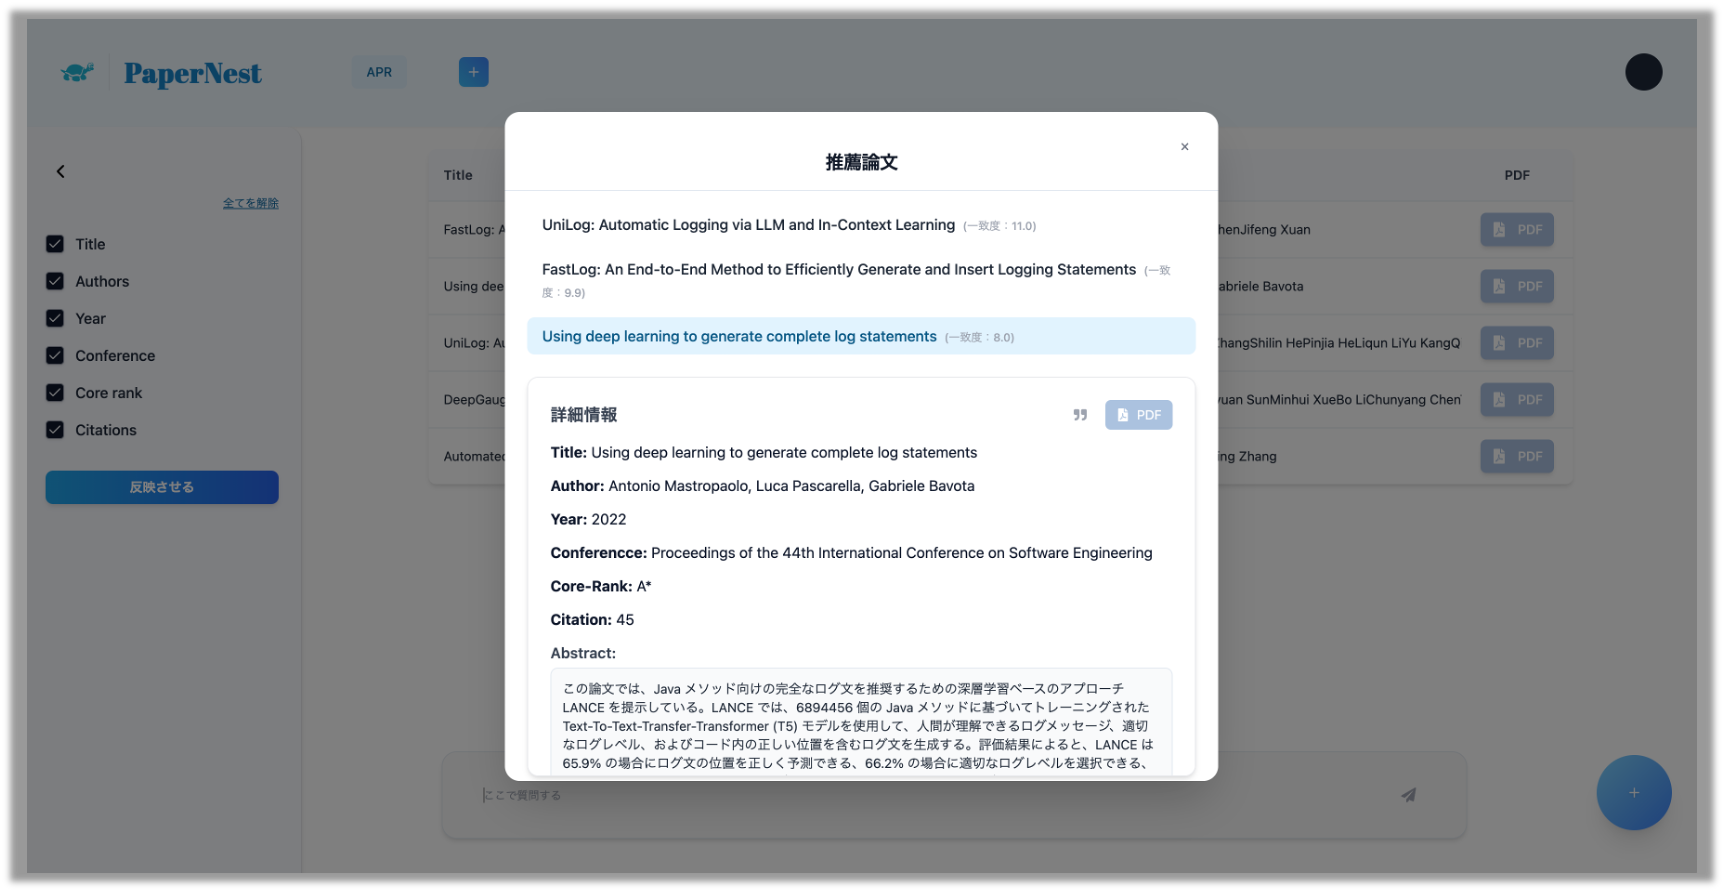 PaperNest
APR
+
全てを解除
Title
Authors
Year
Conference
Core rank
Citations
反映させる
Title
PDF
FastLog: A
henJifeng Xuan
PDF
Using dee
abriele Bavota
PDF
UniLog: Au
hangShilin HePinjia HeLiqun LiYu KangQ
PDF
DeepGaug
yuan SunMinhui XueBo LiChunyang Chen
PDF
Automated
ing Zhang
PDF
推薦論文
×
UniLog: Automatic Logging via LLM and In-Context Learning (一致度：11.0)
FastLog: An End-to-End Method to Efficiently Generate and Insert Logging Statements (一致
度：9.9)
Using deep learning to generate complete log statements (一致度：8.0)
詳細情報
PDF
Title: Using deep learning to generate complete log statements
Author: Antonio Mastropaolo, Luca Pascarella, Gabriele Bavota
Year: 2022
Conferencce: Proceedings of the 44th International Conference on Software Engineering
Core-Rank: A*
Citation: 45
Abstract:
この論文では、Java メソッド向けの完全なログ文を推奨するための深層学習ベースのアプローチ
LANCE を提示している。LANCE では、6894456 個の Java メソッドに基づいてトレーニングされた
Text-To-Text-Transfer-Transformer (T5) モデルを使用して、人間が理解できるログメッセージ、適切
なログレベル、およびコード内の正しい位置を含むログ文を生成する。評価結果によると、LANCE は
65.9% の場合にログ文の位置を正しく予測できる、66.2% の場合に適切なログレベルを選択できる、
ここで質問する
+